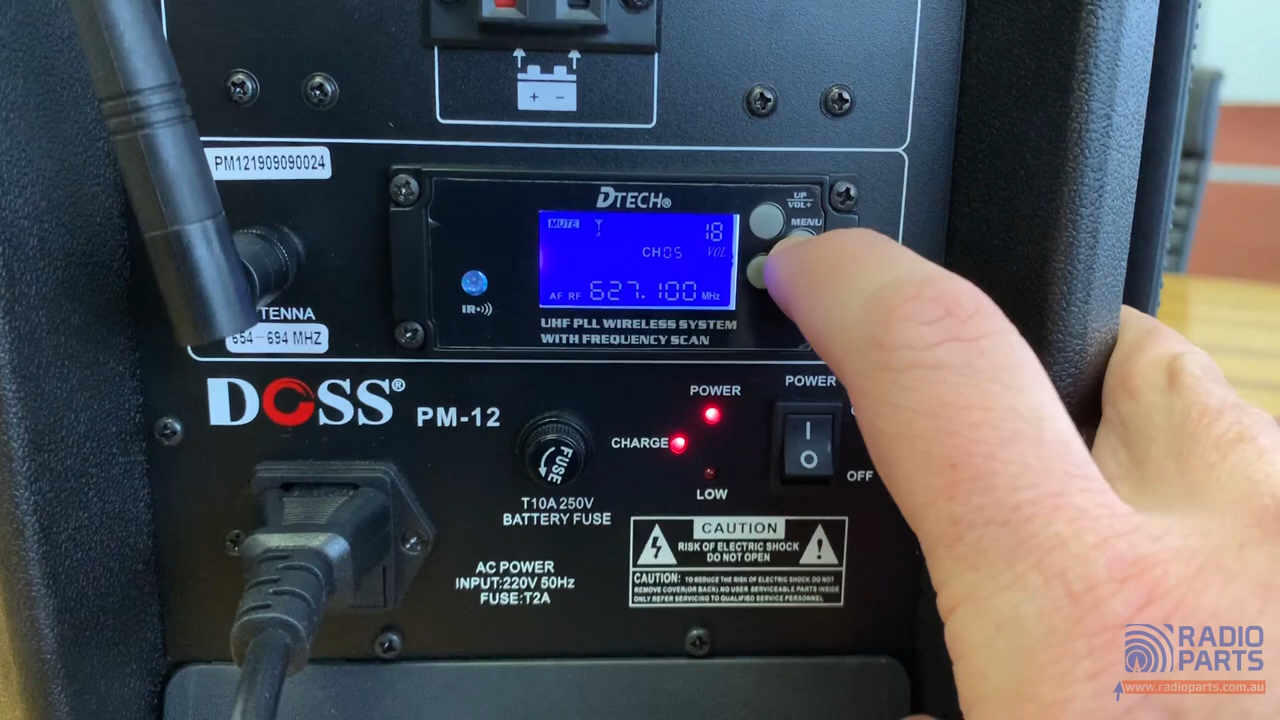 + −
PM121909090024
DTECH®
UP
VOL+
MENU
MUTE
18
CH05 VOL
AF RF 627.100 MHz
IR
TENNA
654-694 MHZ
UHF PLL WIRELESS SYSTEM
WITH FREQUENCY SCAN
DOSS® PM-12
POWER
POWER
CHARGE
LOW
OFF
FUSE
T10A 250V
BATTERY FUSE
AC POWER
INPUT:220V 50Hz
FUSE:T2A
CAUTION
RISK OF ELECTRIC SHOCK
DO NOT OPEN
CAUTION: TO REDUCE THE RISK OF ELECTRIC SHOCK. DO NOT
REMOVE COVER(OR BACK) NO USER SERVICEABLE PARTS INSIDE
ONLY REFER SERVICING TO QUALIFIED SERVICE PERSONNEL
RADIO
PARTS
www.radioparts.com.au